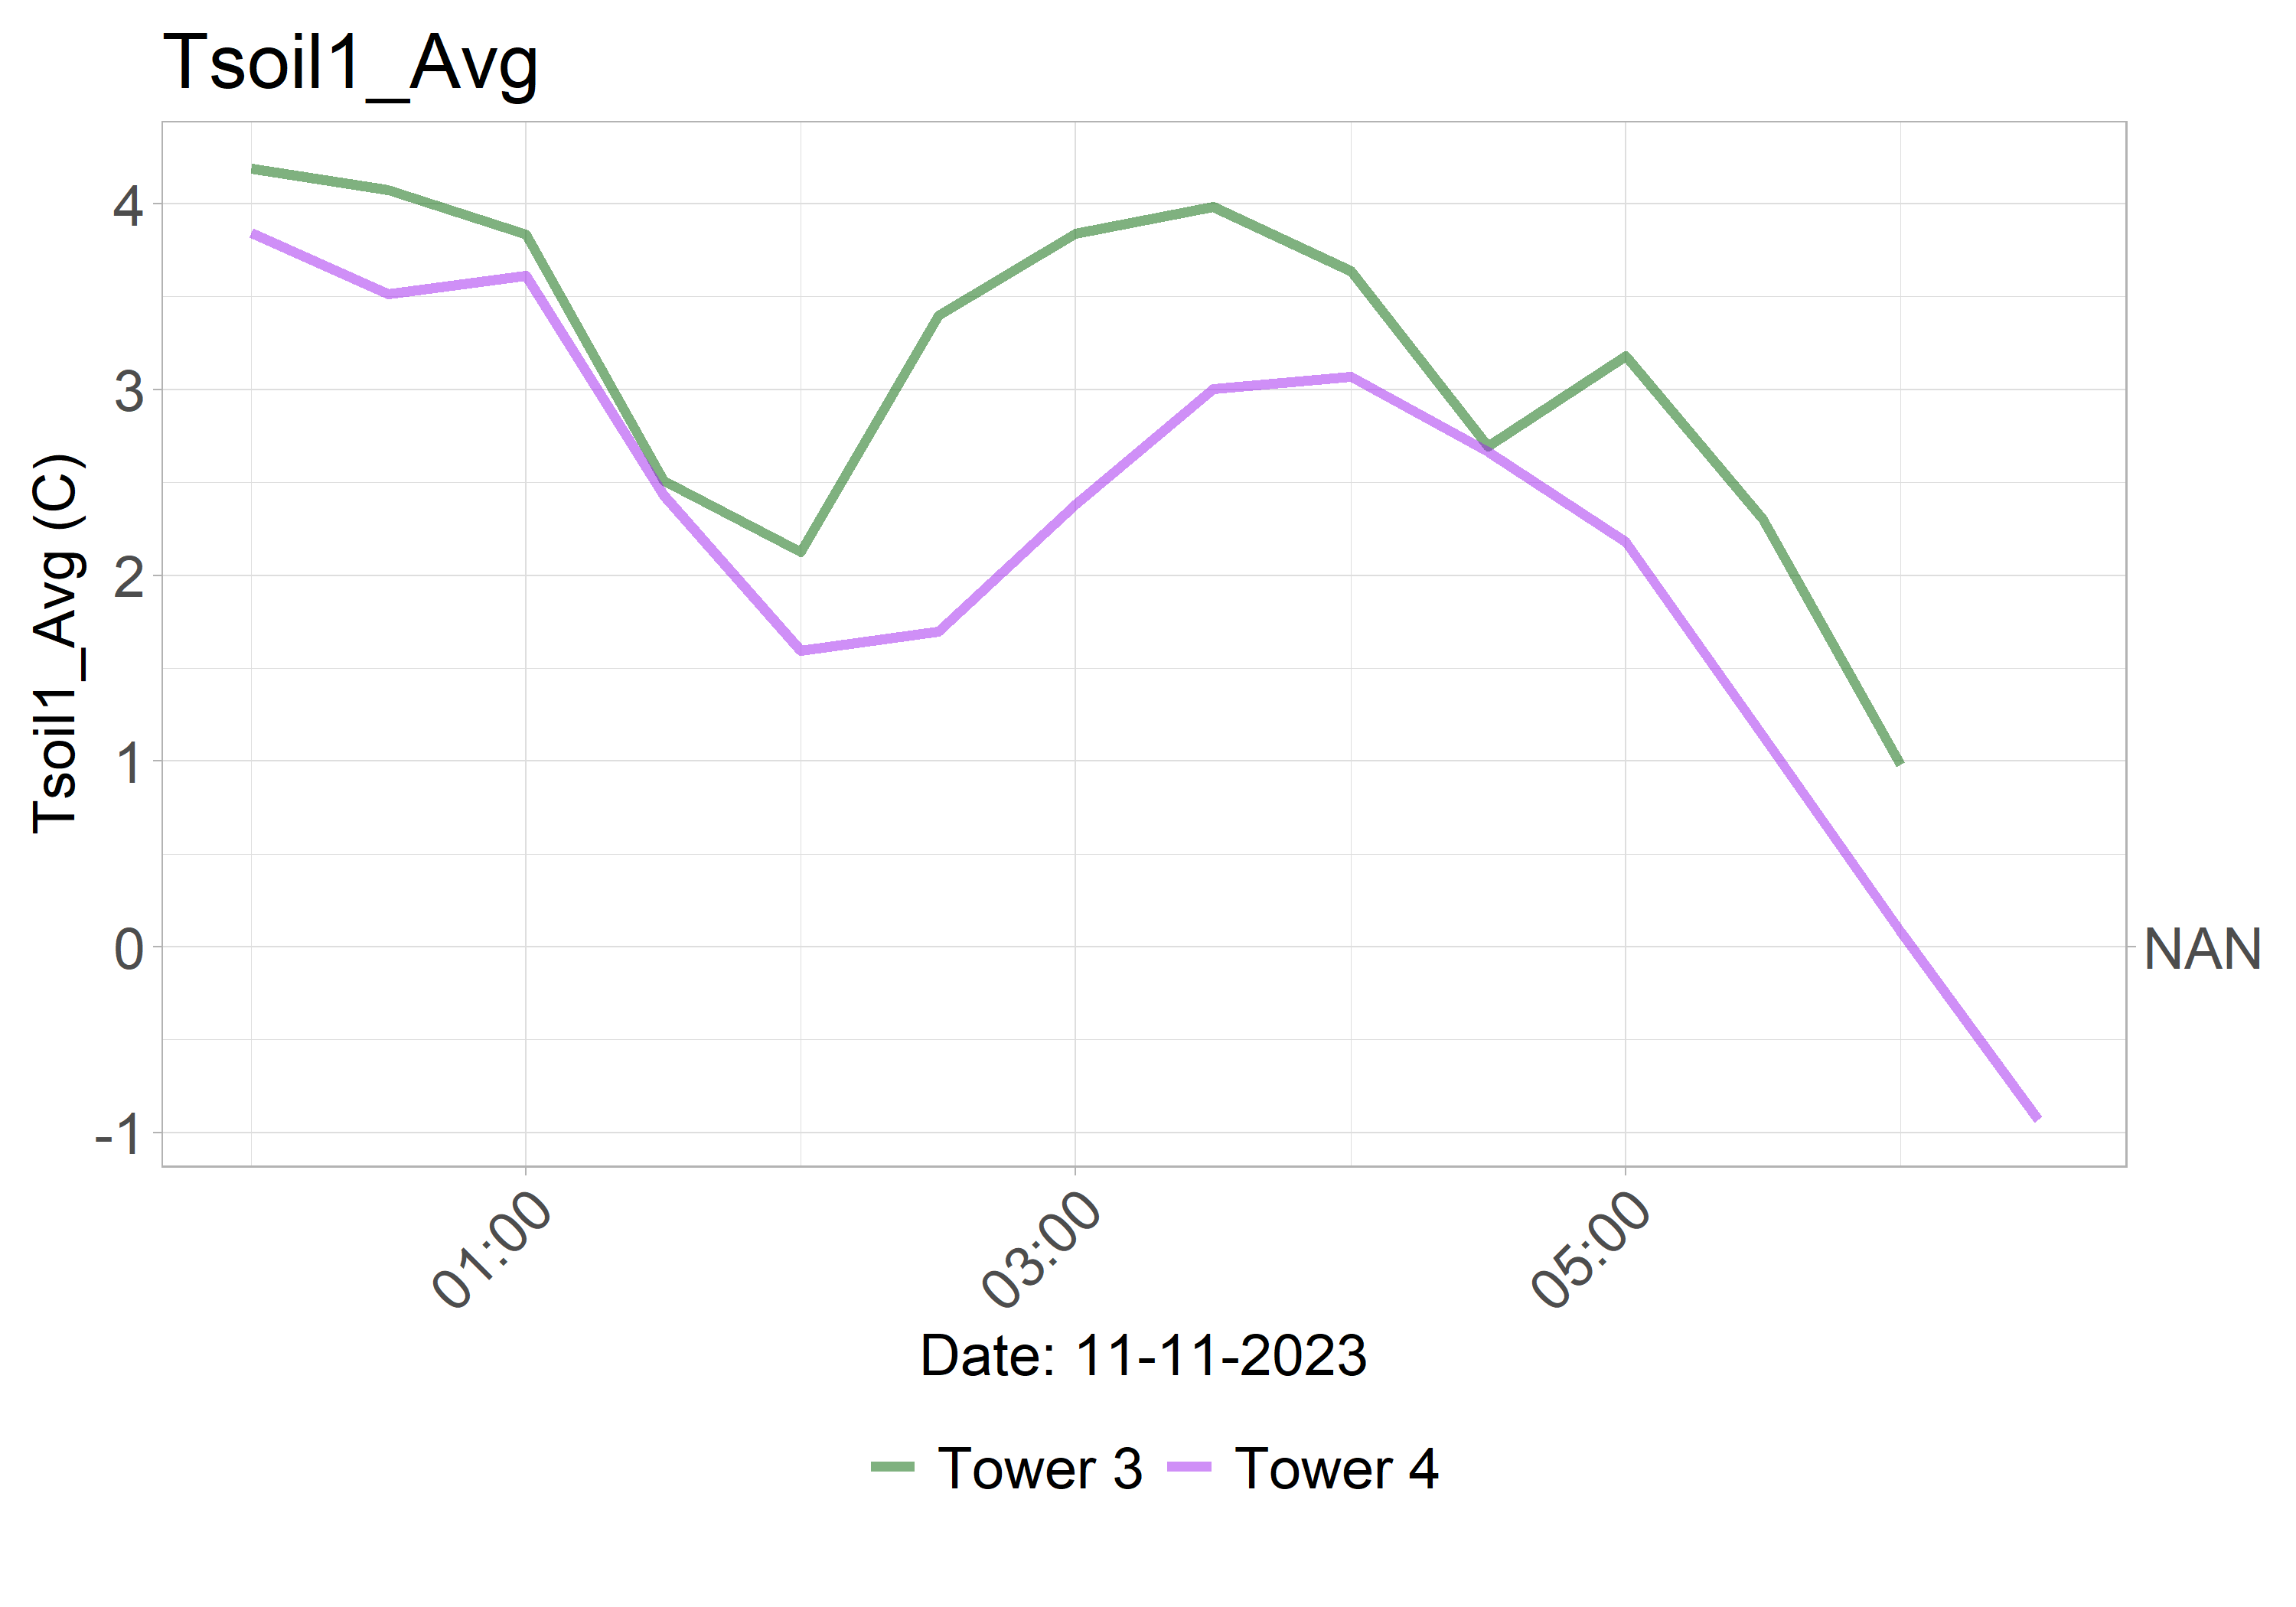 Tsoil1_Avg
Tsoil1_Avg (C)
4
3
2
1
0
-1
NAN
01:00
03:00
05:00
Date: 11-11-2023
Tower 3
Tower 4